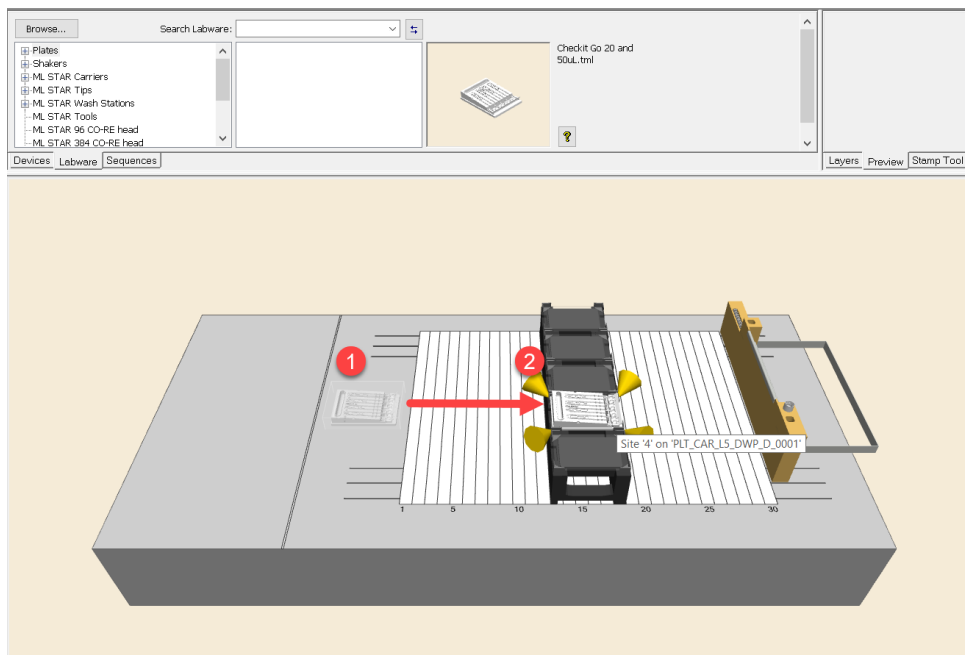 Browse...
Search Labware:
Plates
Shakers
ML STAR Carriers
ML STAR Tips
ML STAR Wash Stations
ML STAR Tools
ML STAR 96 CO-RE head
ML STAR 384 CO-RE head
Checkit Go 20 and
50uL.tml
?
Devices Labware Sequences
Layers Preview Stamp Tool
1
2
Site '4' on 'PLT_CAR_L5_DWP_D_0001'
1 5 10 15 20 25 30